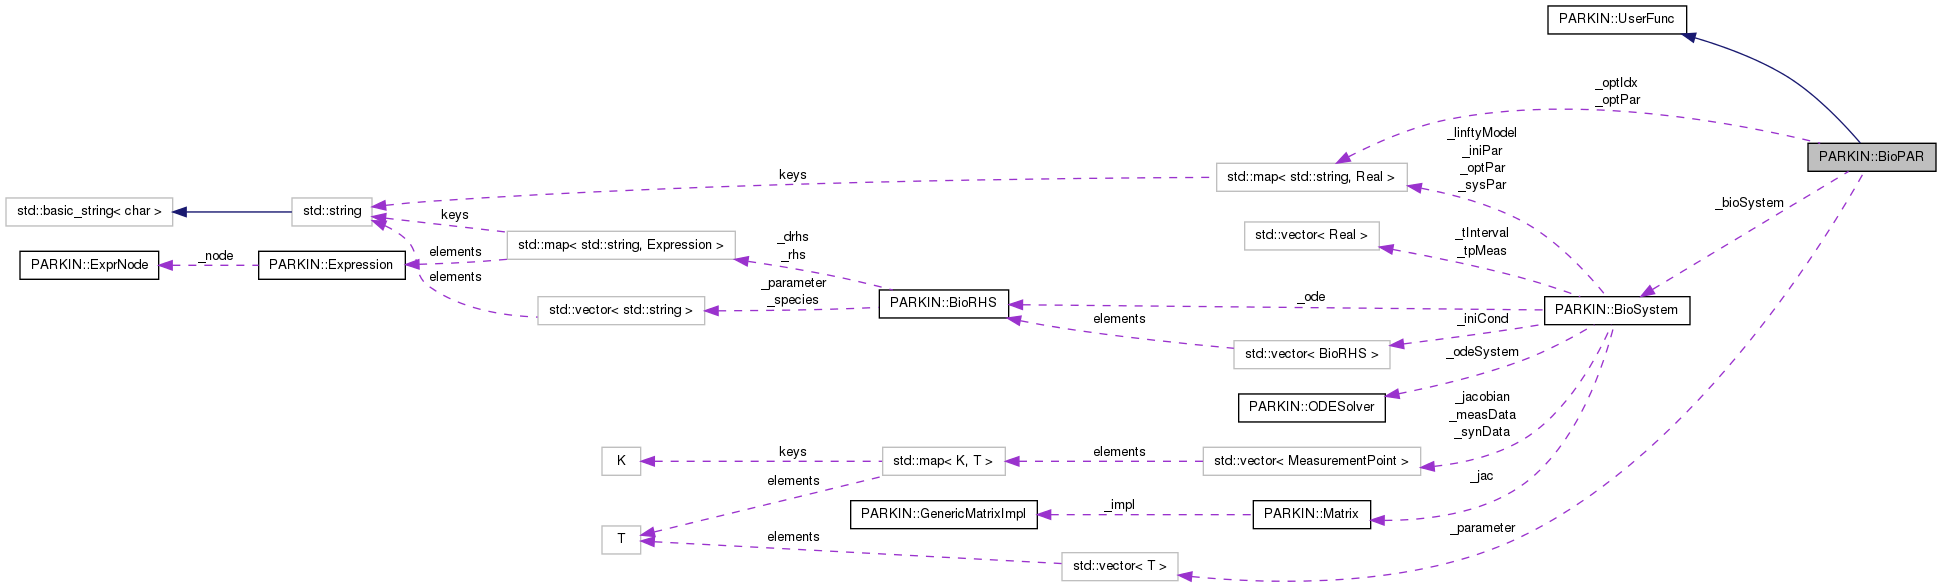 PARKIN::UserFunc
_optIdx
_optPar
_linftyModel
_iniPar
_optPar
_sysPar
PARKIN::BioPAR
keys
std::map< std::string, Real >
_bioSystem
std::basic_string< char >
std::string
keys
std::map< std::string, Expression >
std::vector< Real >
_tInterval
_tpMeas
_drhs
_rhs
elements
PARKIN::ExprNode
_node
PARKIN::Expression
elements
_parameter
_species
std::vector< std::string >
PARKIN::BioRHS
_ode
PARKIN::BioSystem
elements
_iniCond
std::vector< BioRHS >
_odeSystem
PARKIN::ODESolver
_jacobian
_measData
_synData
K
keys
std::map< K, T >
elements
std::vector< MeasurementPoint >
elements
_jac
PARKIN::GenericMatrixImpl
_impl
PARKIN::Matrix
T
elements
_parameter
std::vector< T >